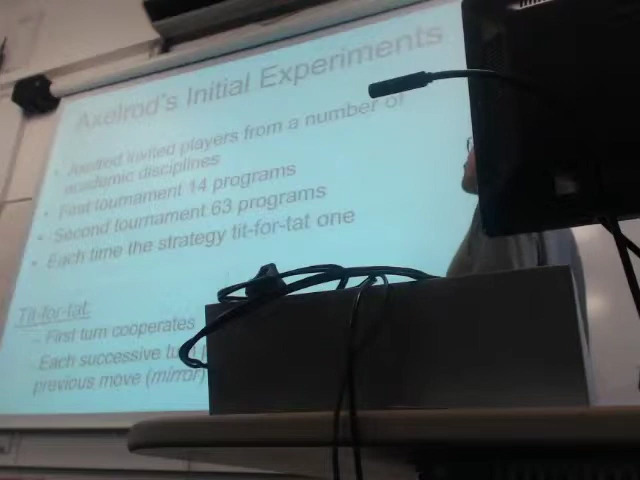 Axelrod's Initial Experiments
• Axelrod invited players from a number of
academic disciplines
• First tournament 14 programs
• Second tournament 63 programs
• Each time the strategy tit-for-tat one
Tit-for-tat:
- First turn cooperates
- Each successive
previous move (mirror)